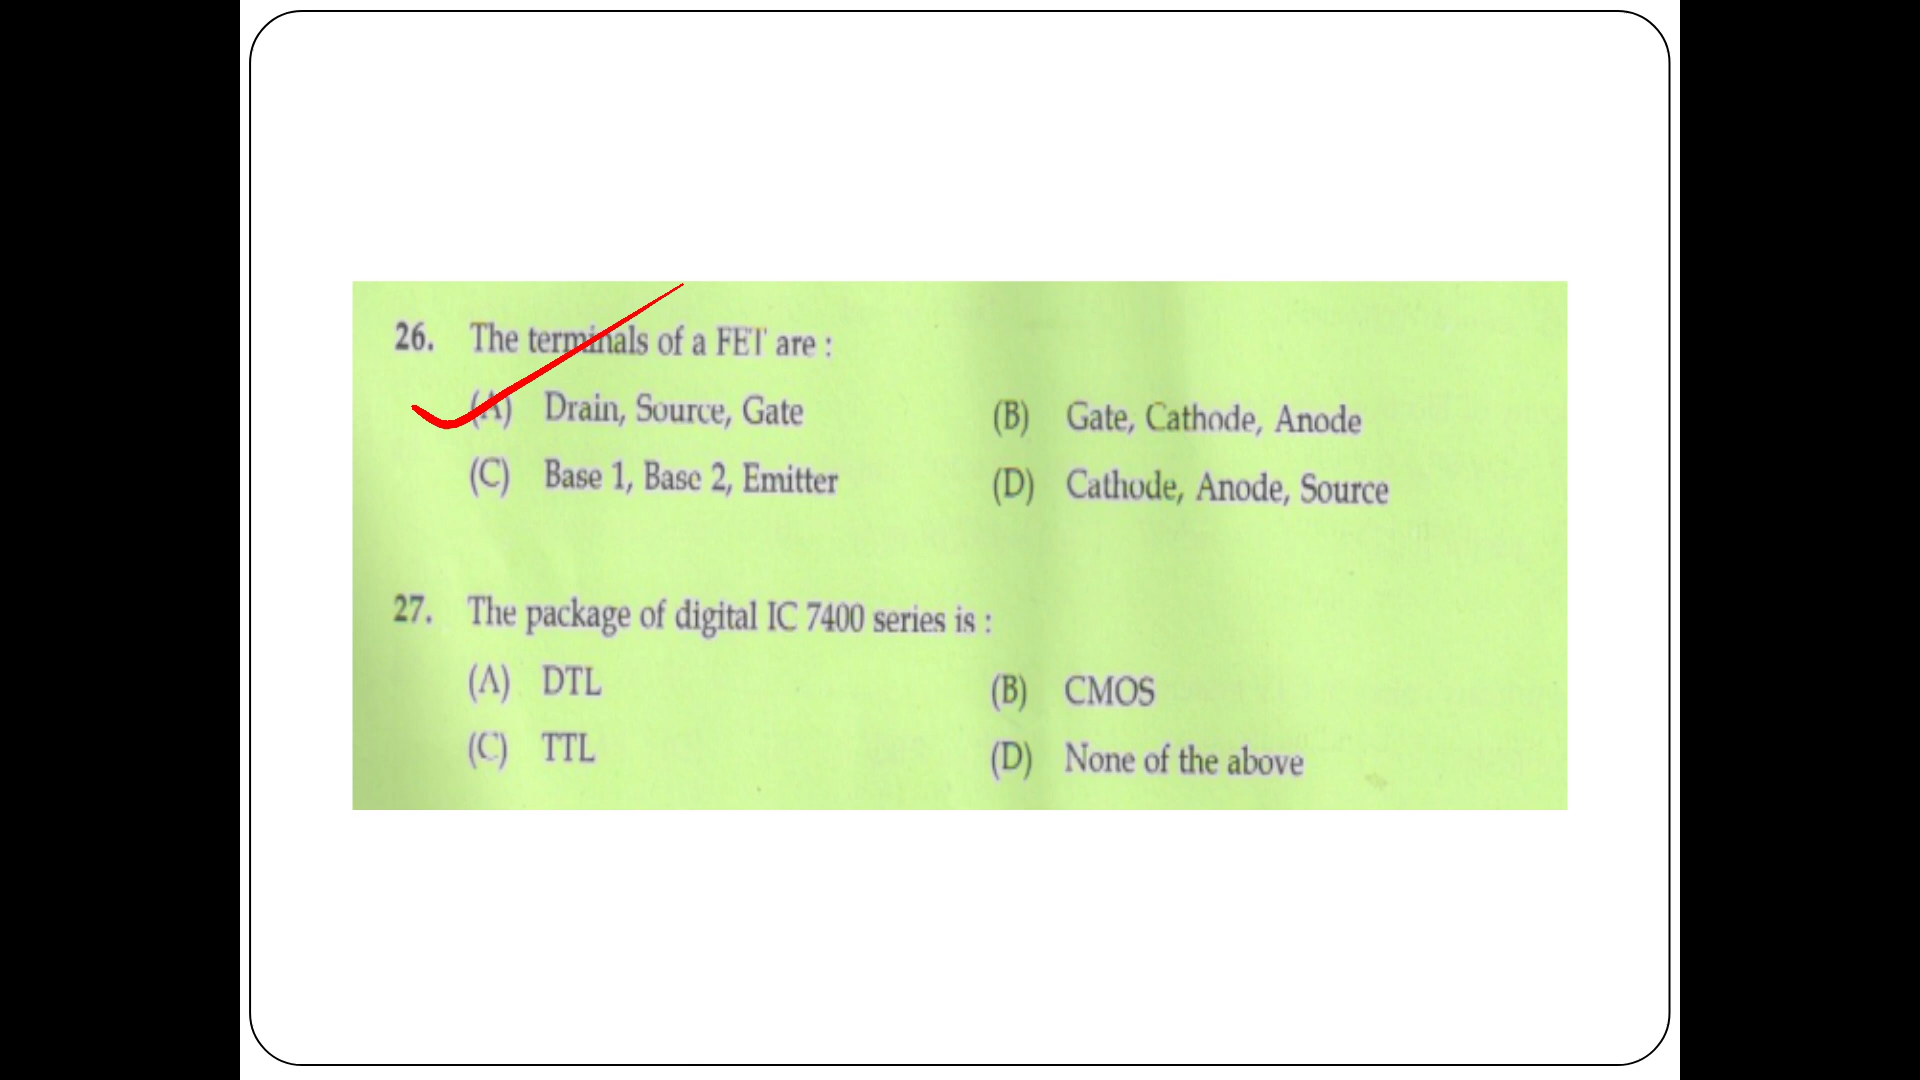 26. The terminals of a FET are :
(A) Drain, Source, Gate (B) Gate, Cathode, Anode
(C) Base 1, Base 2, Emitter (D) Cathode, Anode, Source
27. The package of digital IC 7400 series is :
(A) DTL (B) CMOS
(C) TTL (D) None of the above